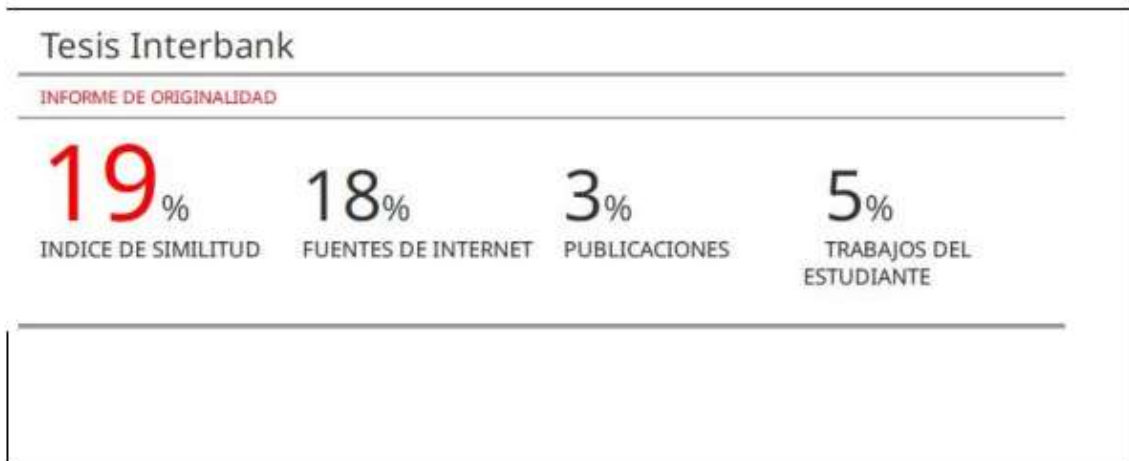 Tesis Interbank
INFORME DE ORIGINALIDAD
19% 18% 3% 5%
INDICE DE SIMILITUD FUENTES DE INTERNET PUBLICACIONES TRABAJOS DEL
ESTUDIANTE